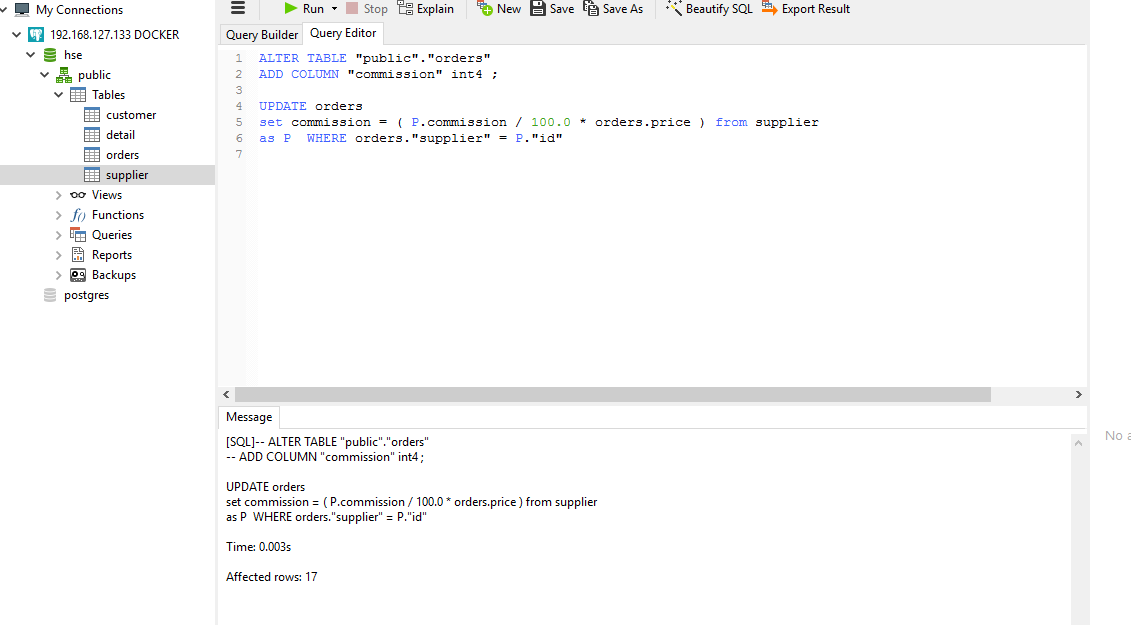 My Connections
192.168.127.133 DOCKER
hse
public
Tables
customer
detail
orders
supplier
Views
Functions
Queries
Reports
Backups
postgres
Run Stop Explain New Save Save As Beautify SQL Export Result
Query Builder Query Editor
1 ALTER TABLE "public"."orders"
2 ADD COLUMN "commission" int4 ;
3
4 UPDATE orders
5 set commission = ( P.commission / 100.0 * orders.price ) from supplier
6 as P  WHERE orders."supplier" = P."id"
7
Message
[SQL]-- ALTER TABLE "public"."orders"
-- ADD COLUMN "commission" int4 ;
UPDATE orders
set commission = ( P.commission / 100.0 * orders.price ) from supplier
as P  WHERE orders."supplier" = P."id"
Time: 0.003s
Affected rows: 17
No